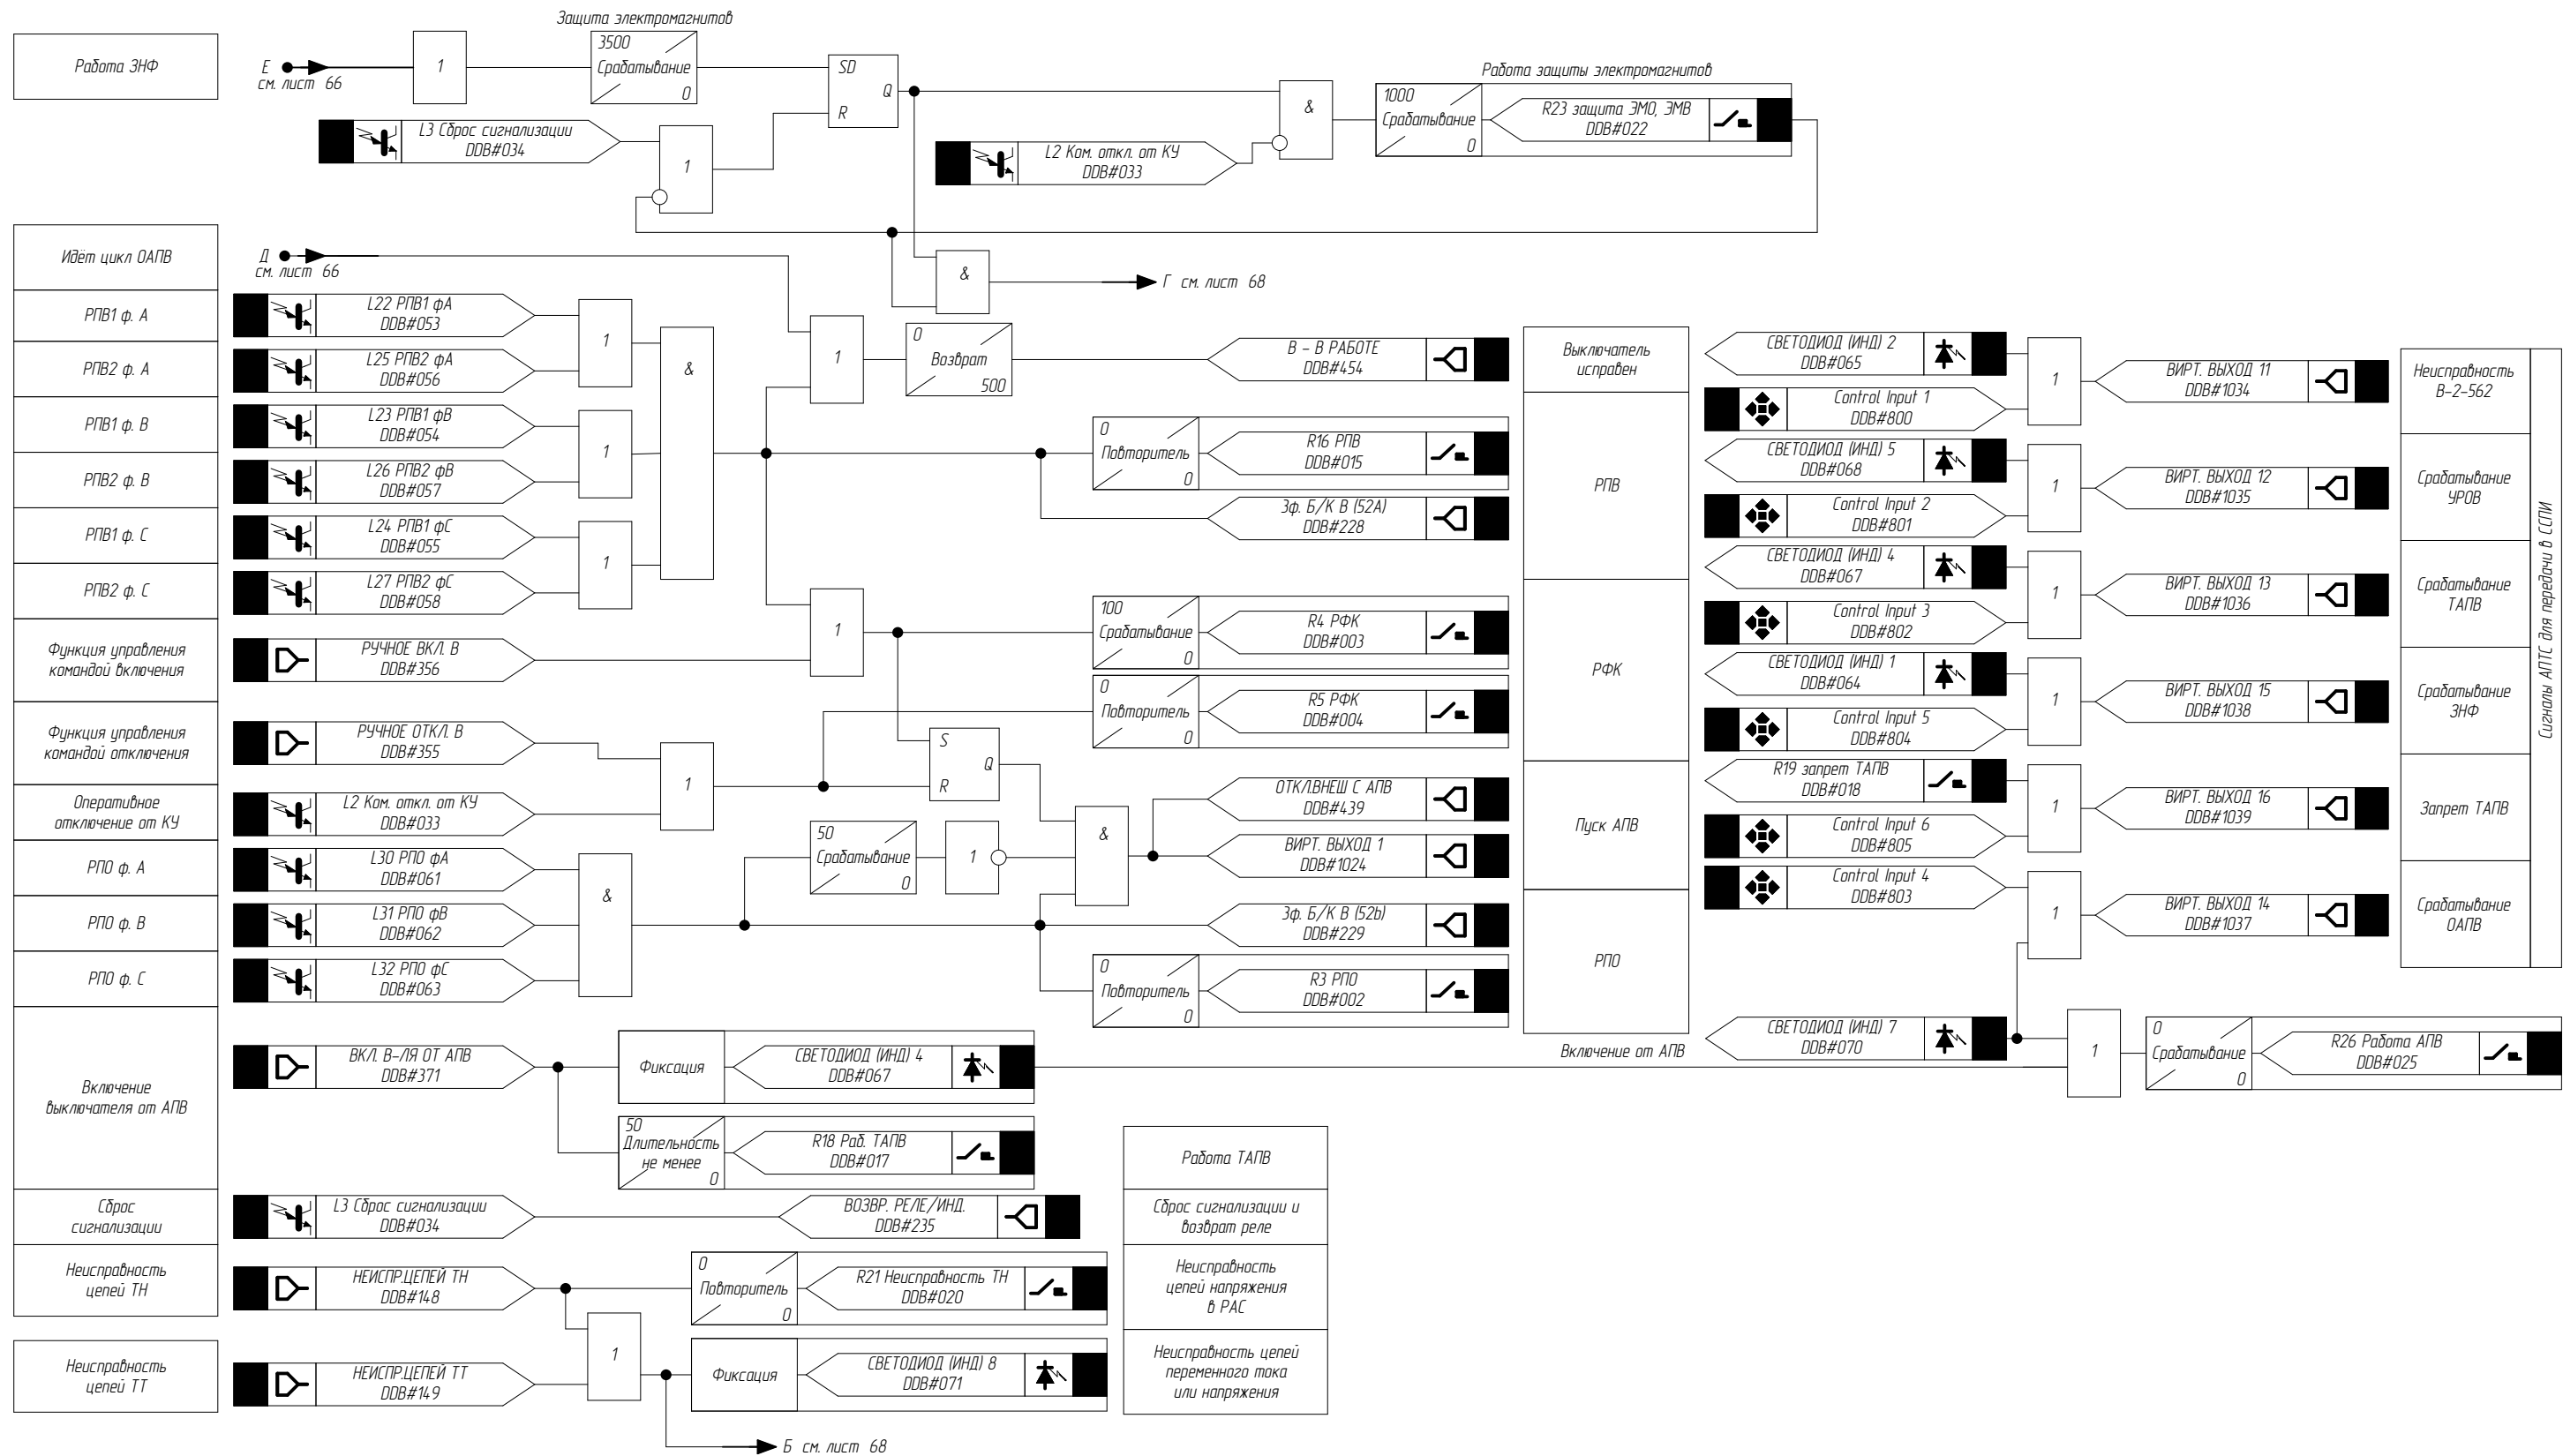 Защита электромагнитов
Работа ЗНФ
Е
см. лист 66
1
3500
Срабатывание
0
SD
Q
R
L3 Сброс сигнализации
DDB#034
1
L2 Ком. откл. от КУ
DDB#033
&
Работа защиты электромагнитов
1000
Срабатывание
0
R23 защита ЭМО, ЭМВ
DDB#022
Идёт цикл ОАПВ
Д
см. лист 66
&
Г см. лист 68
РПВ1 ф. А
L22 РПВ1 фА
DDB#053
РПВ2 ф. А
L25 РПВ2 фА
DDB#056
1
РПВ1 ф. В
L23 РПВ1 фВ
DDB#054
РПВ2 ф. В
L26 РПВ2 фВ
DDB#057
1
РПВ1 ф. С
L24 РПВ1 фС
DDB#055
РПВ2 ф. С
L27 РПВ2 фС
DDB#058
1
&
1
0
Возврат
500
В - В РАБОТЕ
DDB#454
0
Повторитель
0
R16 РПВ
DDB#015
3ф. Б/К В (52А)
DDB#228
Функция управления
командой включения
РУЧНОЕ ВКЛ. В
DDB#356
1
100
Срабатывание
0
R4 РФК
DDB#003
0
Повторитель
0
R5 РФК
DDB#004
Функция управления
командой отключения
РУЧНОЕ ОТКЛ. В
DDB#355
Оперативное
отключение от КУ
L2 Ком. откл. от КУ
DDB#033
1
S
Q
R
РПО ф. А
L30 РПО фА
DDB#061
РПО ф. В
L31 РПО фВ
DDB#062
РПО ф. С
L32 РПО фС
DDB#063
&
50
Срабатывание
0
1
&
ОТКЛ.ВНЕШ С АПВ
DDB#439
ВИРТ. ВЫХОД 1
DDB#1024
3ф. Б/К В (52b)
DDB#229
0
Повторитель
0
R3 РПО
DDB#002
Выключатель
исправен
РПВ
РФК
Пуск АПВ
РПО
СВЕТОДИОД (ИНД) 2
DDB#065
Control Input 1
DDB#800
1
ВИРТ. ВЫХОД 11
DDB#1034
Неисправность
В-2-562
СВЕТОДИОД (ИНД) 5
DDB#068
Control Input 2
DDB#801
1
ВИРТ. ВЫХОД 12
DDB#1035
Срабатывание
УРОВ
СВЕТОДИОД (ИНД) 4
DDB#067
Control Input 3
DDB#802
1
ВИРТ. ВЫХОД 13
DDB#1036
Срабатывание
ТАПВ
СВЕТОДИОД (ИНД) 1
DDB#064
Control Input 5
DDB#804
1
ВИРТ. ВЫХОД 15
DDB#1038
Срабатывание
ЗНФ
R19 запрет ТАПВ
DDB#018
Control Input 6
DDB#805
1
ВИРТ. ВЫХОД 16
DDB#1039
Запрет ТАПВ
Control Input 4
DDB#803
1
ВИРТ. ВЫХОД 14
DDB#1037
Срабатывание
ОАПВ
Сигналы АПТС для передачи в ССПИ
Включение от АПВ
СВЕТОДИОД (ИНД) 7
DDB#070
1
0
Срабатывание
0
R26 Работа АПВ
DDB#025
Включение
выключателя от АПВ
ВКЛ. В-ЛЯ ОТ АПВ
DDB#371
Фиксация
СВЕТОДИОД (ИНД) 4
DDB#067
50
Длительность
не менее
0
R18 Раб. ТАПВ
DDB#017
Работа ТАПВ
Сброс
сигнализации
L3 Сброс сигнализации
DDB#034
ВОЗВР. РЕЛЕ/ИНД.
DDB#235
Сброс сигнализации и
возврат реле
Неисправность
цепей ТН
НЕИСПР.ЦЕПЕЙ ТН
DDB#148
0
Повторитель
0
R21 Неисправность ТН
DDB#020
Неисправность
цепей напряжения
в РАС
Неисправность
цепей ТТ
НЕИСПР.ЦЕПЕЙ ТТ
DDB#149
1
Фиксация
СВЕТОДИОД (ИНД) 8
DDB#071
Неисправность цепей
переменного тока
или напряжения
Б см. лист 68